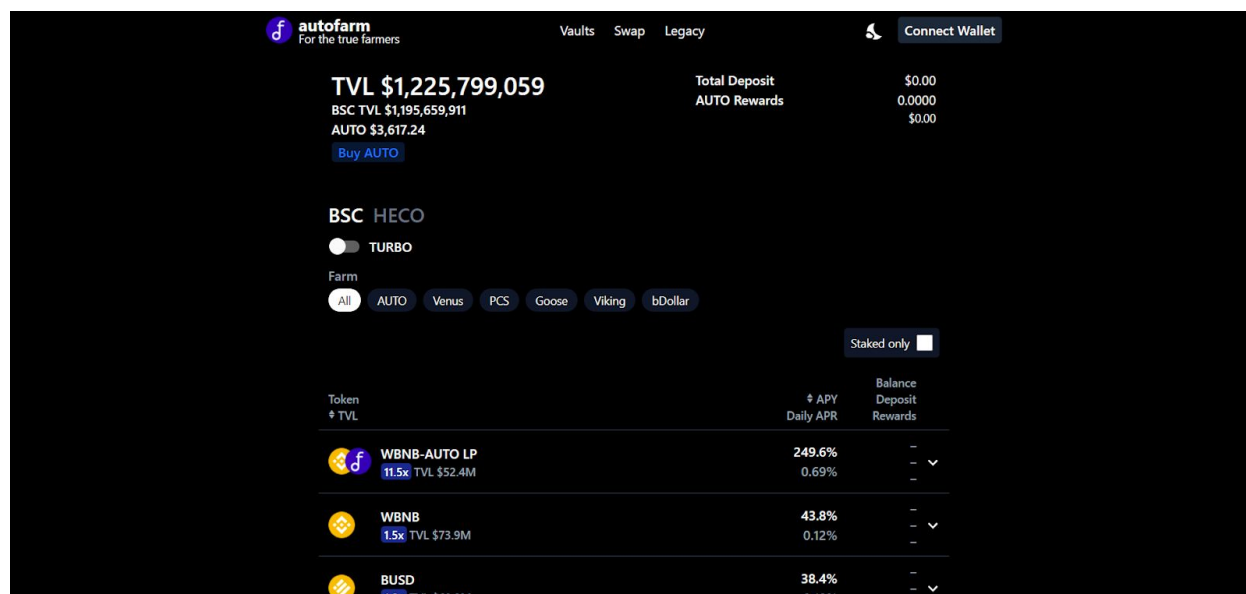 autofarm
For the true farmers
Vaults Swap Legacy
Connect Wallet
TVL $1,225,799,059
BSC TVL $1,195,659,911
AUTO $3,617.24
Buy AUTO
Total Deposit $0.00
AUTO Rewards 0.0000
$0.00
BSC HECO
TURBO
Farm
All AUTO Venus PCS Goose Viking bDollar
Staked only
Token
TVL
APY
Daily APR
Balance
Deposit
Rewards
WBNB-AUTO LP
11.5x TVL $52.4M
249.6%
0.69%
–
–
–
WBNB
1.5x TVL $73.9M
43.8%
0.12%
–
–
–
BUSD
38.4%
–
–